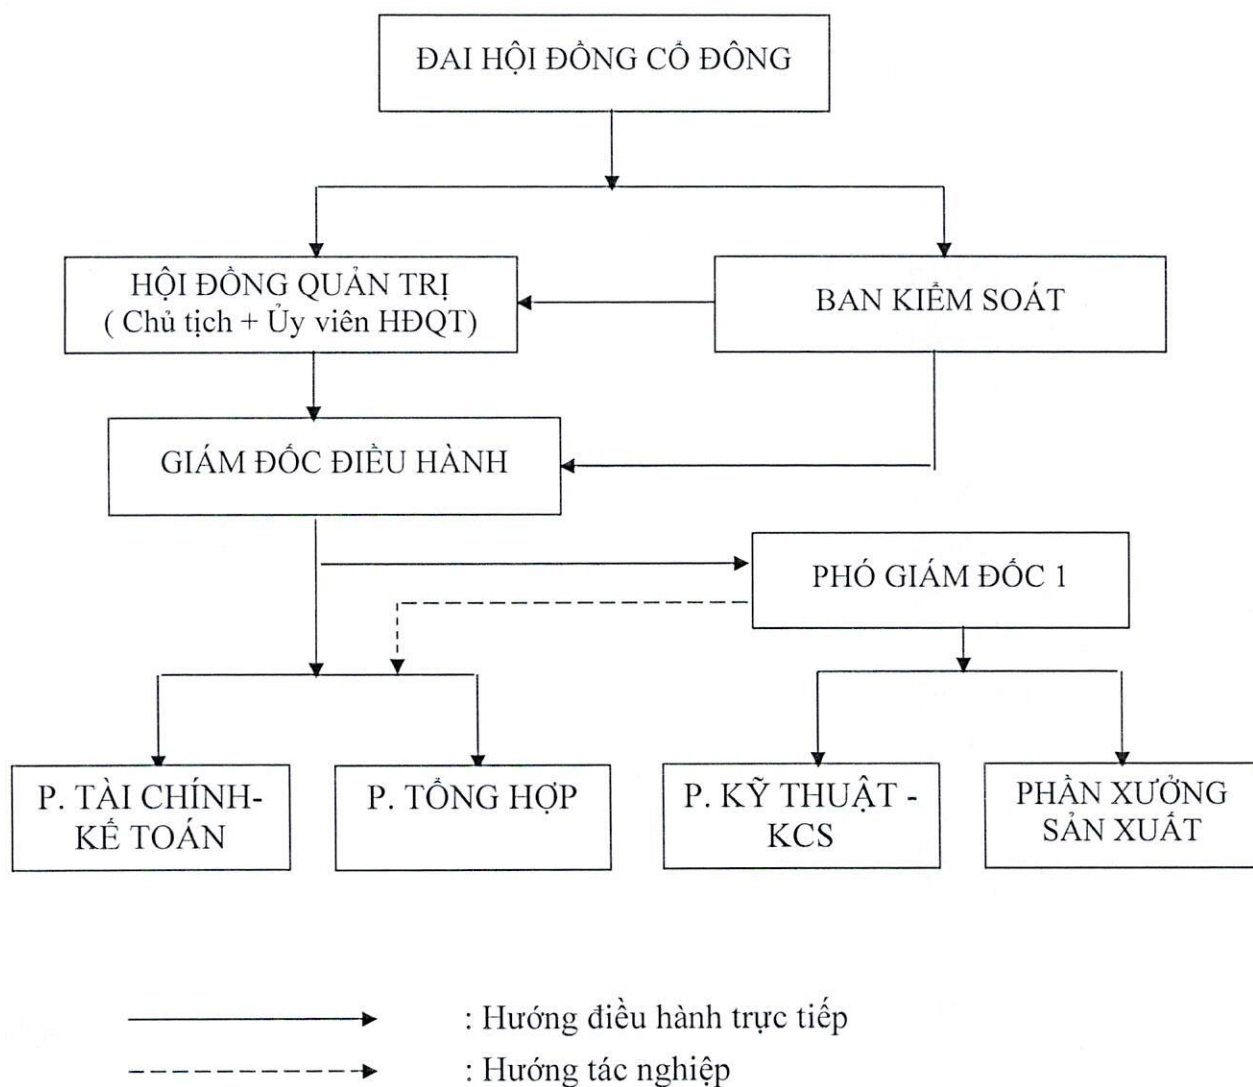 ĐAI HỘI ĐỒNG CỔ ĐÔNG
HỘI ĐỒNG QUẢN TRỊ
( Chủ tịch + Ủy viên HĐQT)
BAN KIỂM SOÁT
GIÁM ĐỐC ĐIỀU HÀNH
PHÓ GIÁM ĐỐC 1
P. TÀI CHÍNH-
KẾ TOÁN
P. TỔNG HỢP
P. KỸ THUẬT -
KCS
PHẦN XƯỞNG
SẢN XUẤT
: Hướng điều hành trực tiếp
: Hướng tác nghiệp